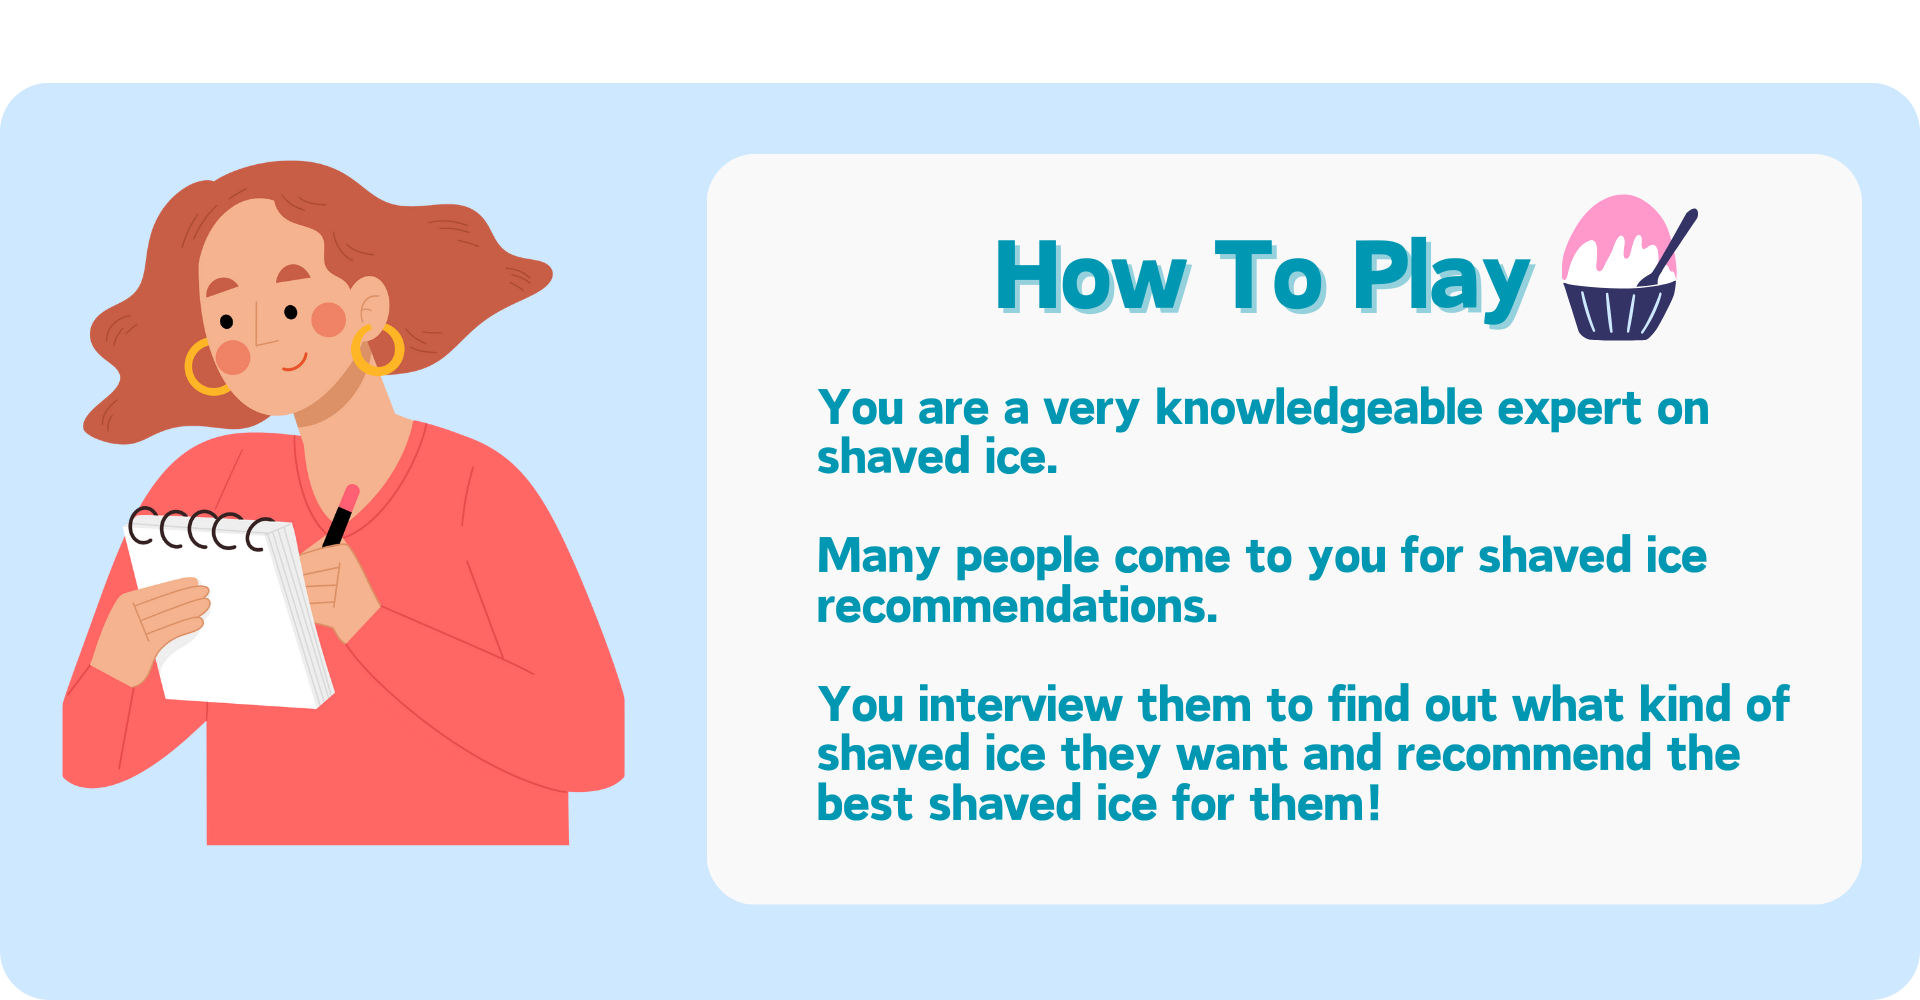 How To Play
You are a very knowledgeable expert on
shaved ice.
Many people come to you for shaved ice
recommendations.
You interview them to find out what kind of
shaved ice they want and recommend the
best shaved ice for them!